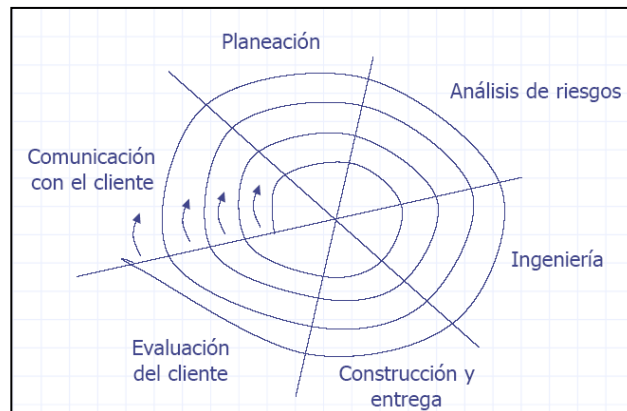 Planeación
Análisis de riesgos
Comunicación
con el cliente
Ingeniería
Evaluación
del cliente
Construcción y
entrega